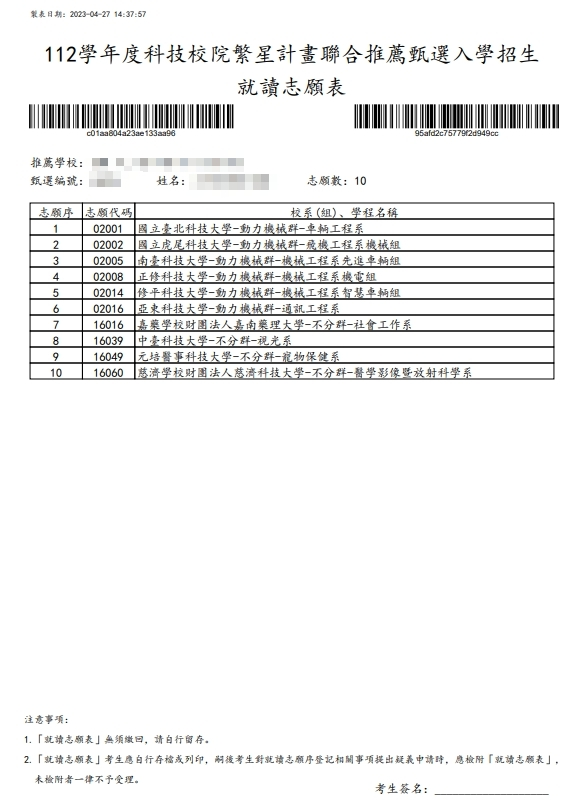 製表日期: 2023-04-27 14:37:57
112學年度科技校院繁星計畫聯合推薦甄選入學招生
就讀志願表
c01aa804a23ae133aa96 95afd2c75779f2d949cc
推薦學校:
甄選編號: 姓名: 志願數: 10
志願序 志願代碼 校系(組)、學程名稱
1 02001 國立臺北科技大學-動力機械群-車輛工程系
2 02002 國立虎尾科技大學-動力機械群-飛機工程系機械組
3 02005 南臺科技大學-動力機械群-機械工程系先進車輛組
4 02008 正修科技大學-動力機械群-機械工程系機電組
5 02014 修平科技大學-動力機械群-機械工程系智慧車輛組
6 02016 亞東科技大學-動力機械群-通訊工程系
7 16016 嘉藥學校財團法人嘉南藥理大學-不分群-社會工作系
8 16039 中臺科技大學-不分群-視光系
9 16049 元培醫事科技大學-不分群-寵物保健系
10 16060 慈濟學校財團法人慈濟科技大學-不分群-醫學影像暨放射科學系
注意事項:
1.「就讀志願表」無須繳回，請自行留存。
2.「就讀志願表」考生應自行存檔或列印，嗣後考生對就讀志願序登記相關事項提出疑義申請時，應檢附「就讀志願表」，
未檢附者一律不予受理。
考生簽名: